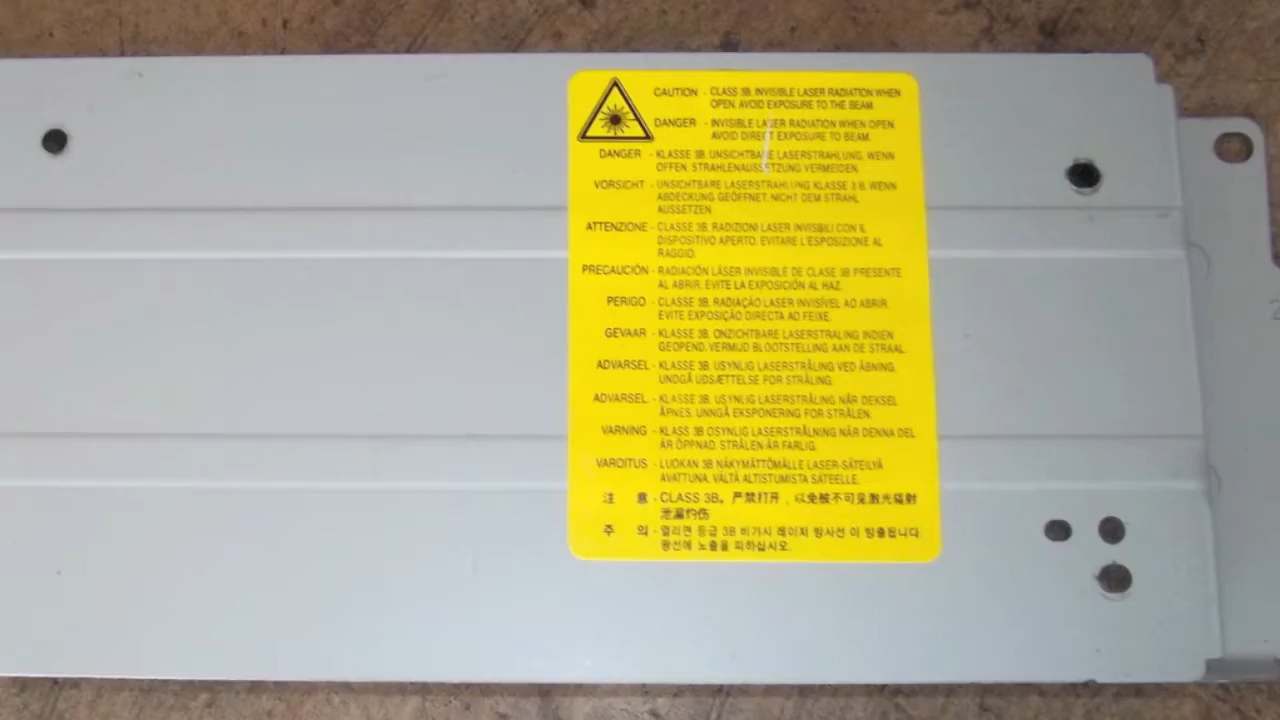 CAUTION - CLASS 3B. INVISIBLE LASER RADIATION WHEN
OPEN. AVOID EXPOSURE TO THE BEAM.
DANGER - INVISIBLE LASER RADIATION WHEN OPEN.
AVOID DIRECT EXPOSURE TO BEAM.
DANGER - KLASSE 3B. UNSICHTBARE LASERSTRAHLUNG, WENN
OFFEN. STRAHLENAUSSETZUNG VERMEIDEN.
VORSICHT - UNSICHTBARE LASERSTRAHLUNG KLASSE 3 B, WENN
ABDECKUNG GEÖFFNET. NICHT DEM STRAHL
AUSSETZEN.
ATTENZIONE - CLASSE 3B. RADIZIONI LASER INVISBILI CON IL
DISPOSITIVO APERTO. EVITARE L'ESPOSIZIONE AL
RAGGIO.
PRECAUCIÓN - RADIACIÓN LÁSER INVISIBLE DE CLASE 3B PRESENTE
AL ABRIR. EVITE LA EXPOSICIÓN AL HAZ.
PERIGO - CLASSE 3B. RADIAÇÃO LASER INVISÍVEL AO ABRIR.
EVITE EXPOSIÇÃO DIRECTA AO FEIXE.
GEVAAR - KLASSE 3B. ONZICHTBARE LASERSTRALING INDIEN
GEOPEND. VERMIJD BLOOTSTELLING AAN DE STRAAL.
ADVARSEL - KLASSE 3B. USYNLIG LASERSTRÅLING VED ÅBNING.
UNDGÅ UDSÆTTELSE FOR STRÅLING.
ADVARSEL. - KLASSE 3B. USYNLIG LASERSTRÅLING NÅR DEKSEL
ÅPNES. UNNGÅ EKSPONERING FOR STRÅLEN.
VARNING - KLASS 3B OSYNLIG LASERSTRÅLNING NÄR DENNA DEL
ÄR ÖPPNAD. STRÅLEN ÄR FARLIG.
VAROITUS - LUOKAN 3B NÄKYMÄTTÖMÄLLE LASER-SÄTEILYÄ
AVATTUNA. VÄLTÄ ALTISTUMISTA SÄTEELLE.
注 意 - CLASS 3B。严禁打开，以免被不可见激光辐射
泄漏灼伤
주 의 - 열리면 등급 3B 비가시 레이저 방사선 이 방출됩니다.
광선에 노출을 피하십시오.